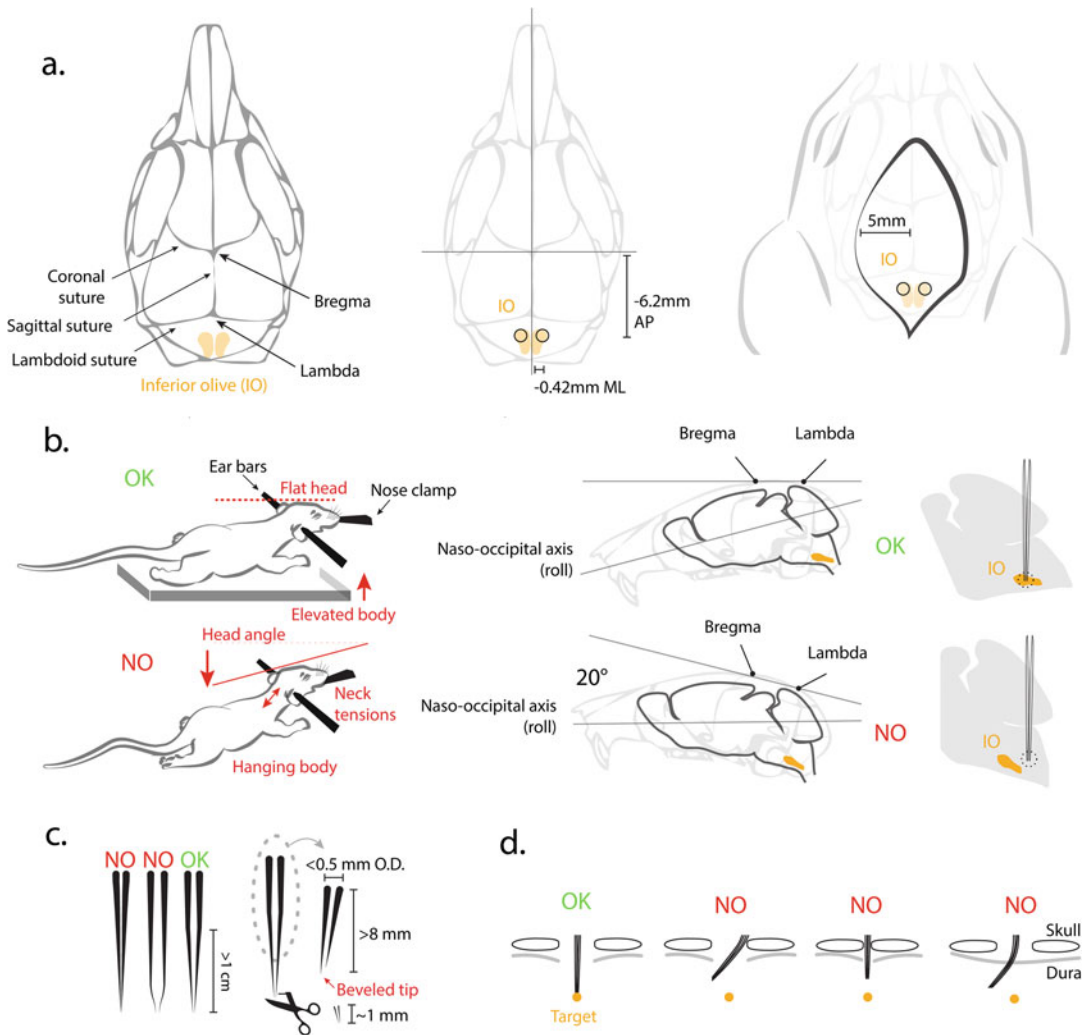 a.
Coronal
suture
Sagittal suture
Lambdoid suture
Bregma
Lambda
Inferior olive (IO)
IO
-6.2mm
AP
-0.42mm ML
5mm
IO
b.
OK
Ear bars
Flat head
Nose clamp
Elevated body
Bregma
Lambda
Naso-occipital axis
(roll)
OK
IO
NO
Head angle
Neck
tensions
Hanging body
Bregma
Lambda
20°
Naso-occipital axis
(roll)
NO
IO
c.
NO NO OK
>1 cm
<0.5 mm O.D.
>8 mm
Beveled tip
~1 mm
d.
OK
NO
NO
NO
Skull
Dura
Target